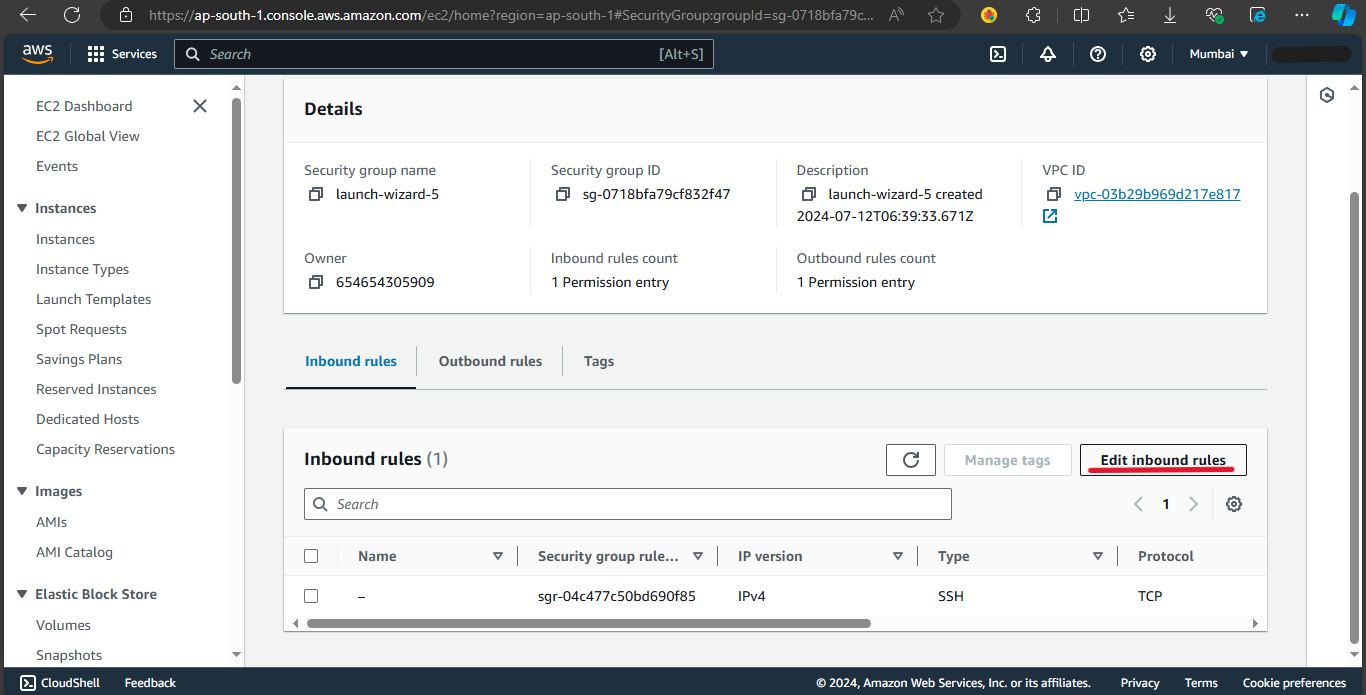 https://ap-south-1.console.aws.amazon.com/ec2/home?region=ap-south-1#SecurityGroup:groupId=sg-0718bfa79c...
aws Services Search [Alt+S] Mumbai
EC2 Dashboard
EC2 Global View
Events
Instances
Instances
Instance Types
Launch Templates
Spot Requests
Savings Plans
Reserved Instances
Dedicated Hosts
Capacity Reservations
Images
AMIs
AMI Catalog
Elastic Block Store
Volumes
Snapshots
Details
Security group name
launch-wizard-5
Security group ID
sg-0718bfa79cf832f47
Description
launch-wizard-5 created
2024-07-12T06:39:33.671Z
VPC ID
vpc-03b29b969d217e817
Owner
654654305909
Inbound rules count
1 Permission entry
Outbound rules count
1 Permission entry
Inbound rules Outbound rules Tags
Inbound rules (1) Manage tags Edit inbound rules
Search 1
Name Security group rule... IP version Type Protocol
– sgr-04c477c50bd690f85 IPv4 SSH TCP
CloudShell Feedback © 2024, Amazon Web Services, Inc. or its affiliates. Privacy Terms Cookie preferences